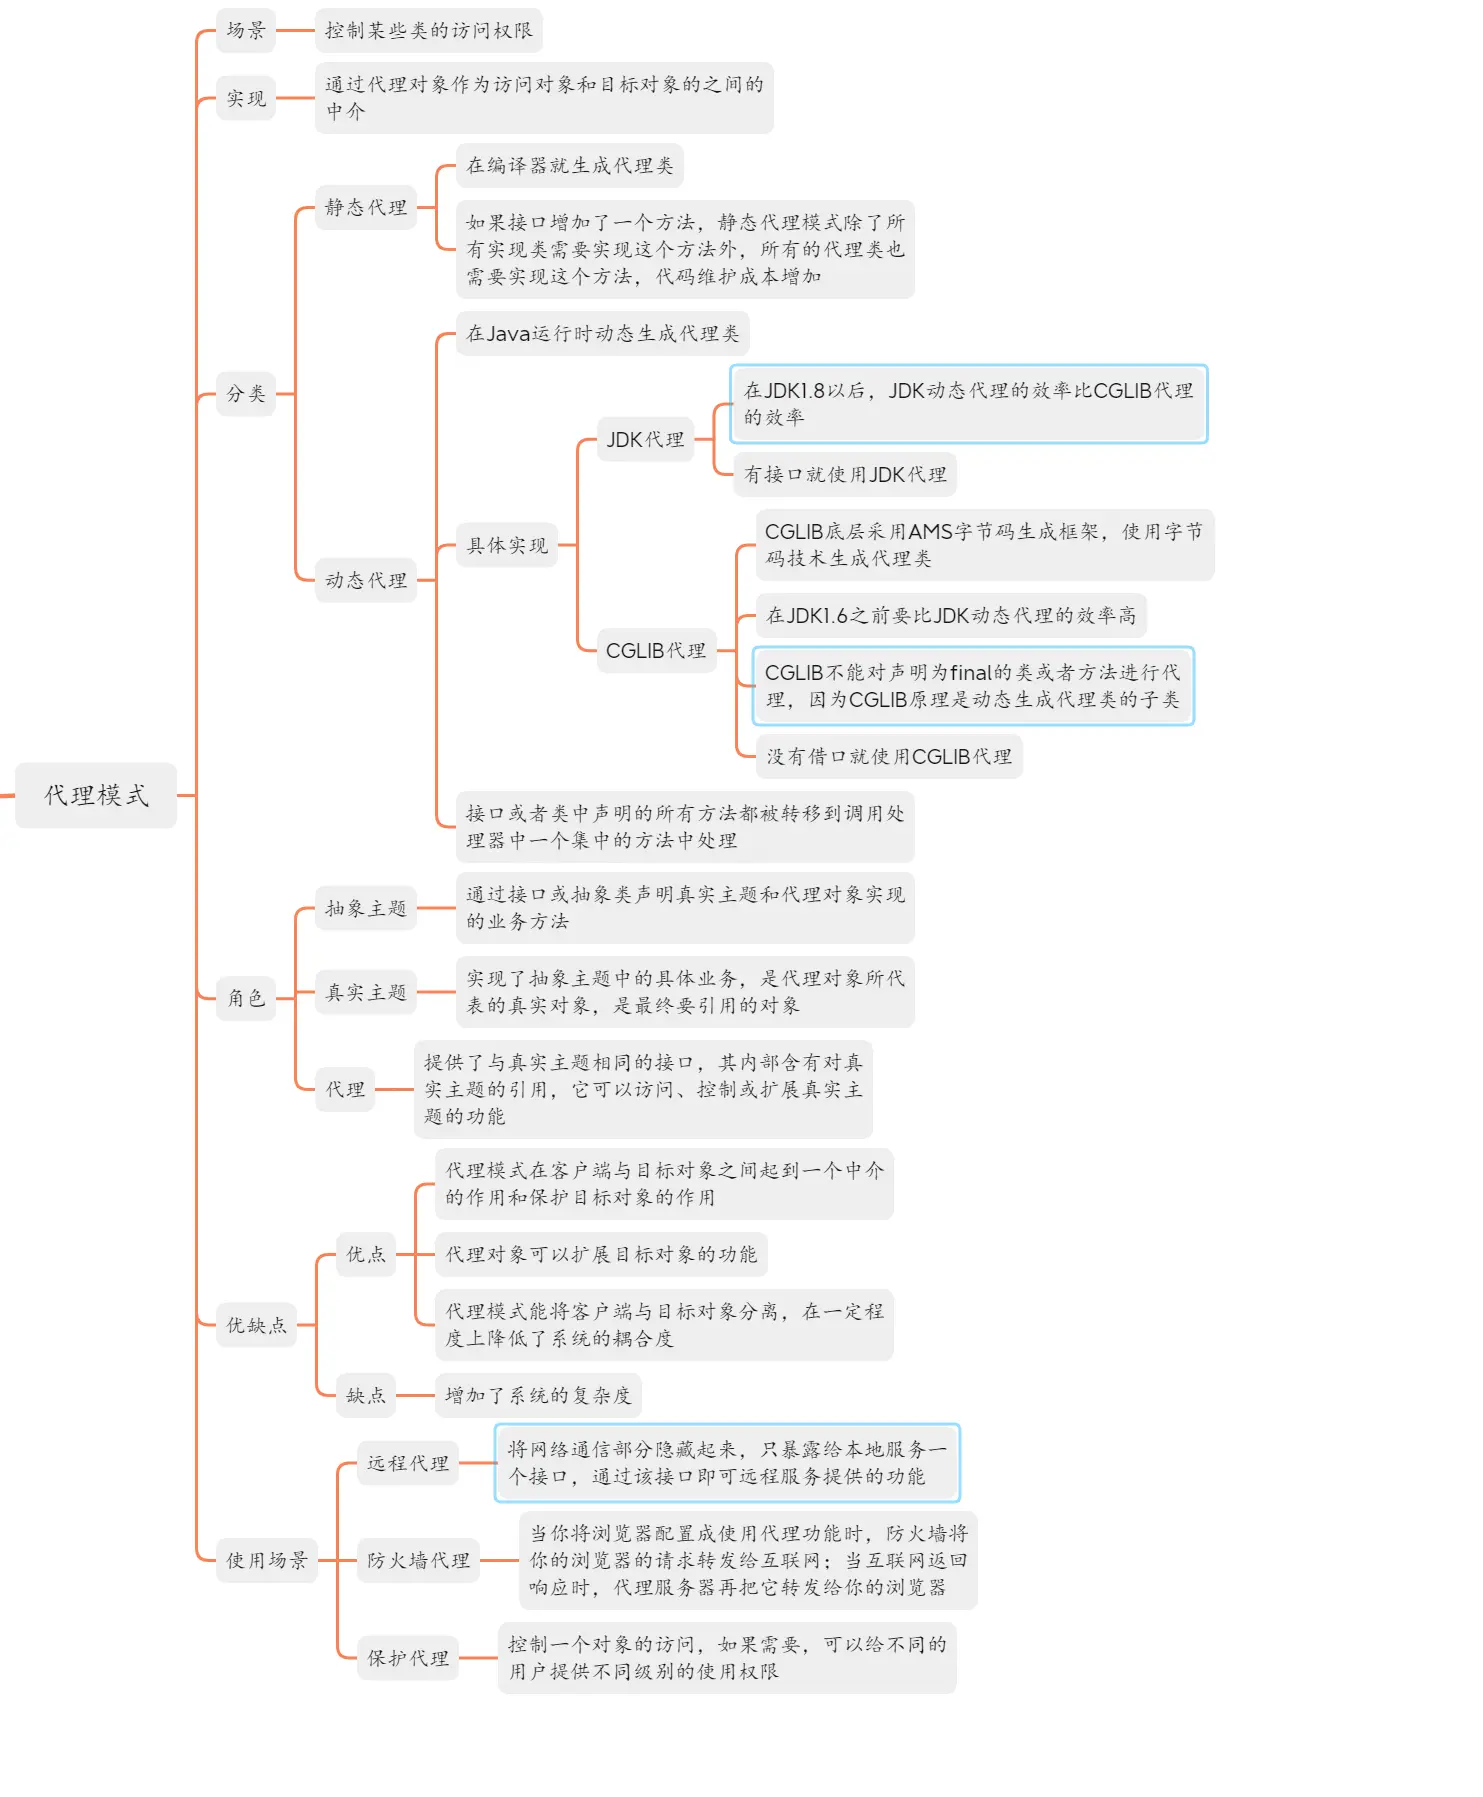 场景
控制某些类的访问权限
实现
通过代理对象作为访问对象和目标对象的之间的
中介
静态代理
在编译器就生成代理类
如果接口增加了一个方法，静态代理模式除了所
有实现类需要实现这个方法外，所有的代理类也
需要实现这个方法，代码维护成本增加
分类
动态代理
在Java运行时动态生成代理类
具体实现
JDK代理
在JDK1.8以后，JDK动态代理的效率比CGLIB代理
的效率
有接口就使用JDK代理
CGLIB代理
CGLIB底层采用AMS字节码生成框架，使用字节
码技术生成代理类
在JDK1.6之前要比JDK动态代理的效率高
CGLIB不能对声明为final的类或者方法进行代
理，因为CGLIB原理是动态生成代理类的子类
没有借口就使用CGLIB代理
接口或者类中声明的所有方法都被转移到调用处
理器中一个集中的方法中处理
代理模式
角色
抽象主题
通过接口或抽象类声明真实主题和代理对象实现
的业务方法
真实主题
实现了抽象主题中的具体业务，是代理对象所代
表的真实对象，是最终要引用的对象
代理
提供了与真实主题相同的接口，其内部含有对真
实主题的引用，它可以访问、控制或扩展真实主
题的功能
优缺点
优点
代理模式在客户端与目标对象之间起到一个中介
的作用和保护目标对象的作用
代理对象可以扩展目标对象的功能
代理模式能将客户端与目标对象分离，在一定程
度上降低了系统的耦合度
缺点
增加了系统的复杂度
使用场景
远程代理
将网络通信部分隐藏起来，只暴露给本地服务一
个接口，通过该接口即可远程服务提供的功能
防火墙代理
当你将浏览器配置成使用代理功能时，防火墙将
你的浏览器的请求转发给互联网；当互联网返回
响应时，代理服务器再把它转发给你的浏览器
保护代理
控制一个对象的访问，如果需要，可以给不同的
用户提供不同级别的使用权限